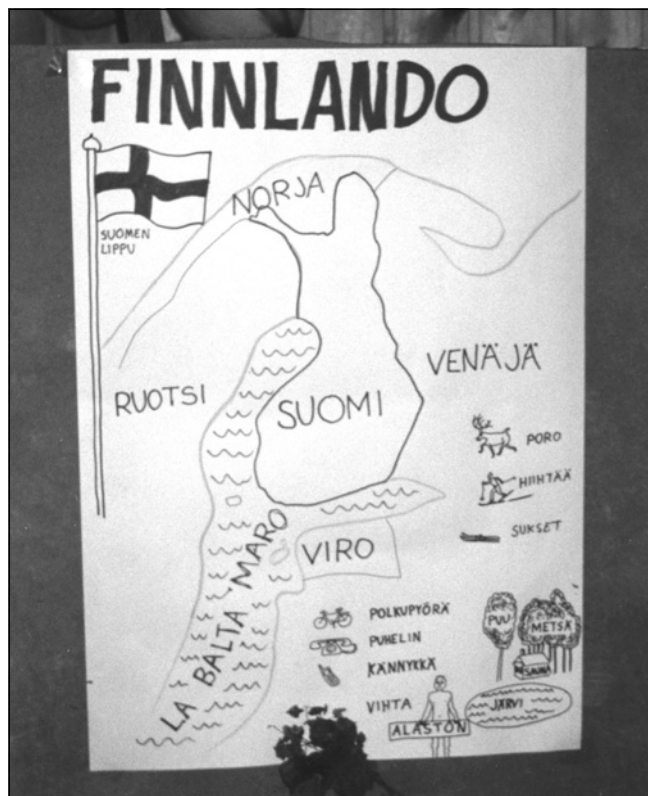 FINNLANDO
NORJA
SUOMEN
LIPPU
VENÄJÄ
RUOTSI
SUOMI
PORO
HIIHTÄÄ
SUKSET
LA BALTA MARO
VIRO
POLKUPYÖRÄ
PUHELIN
KÄNNYKKÄ
PUU
METSÄ
SAUNA
VIHTA
ALASTON
JÄRVI